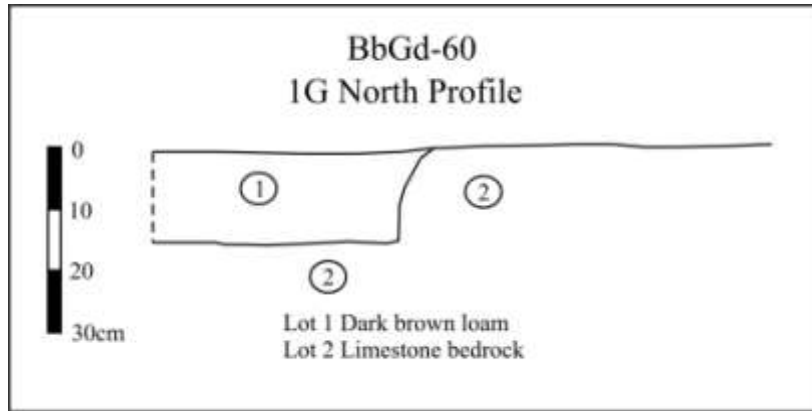 BbGd-60
1G North Profile
0
10
20
30cm
1
2
2
Lot 1 Dark brown loam
Lot 2 Limestone bedrock